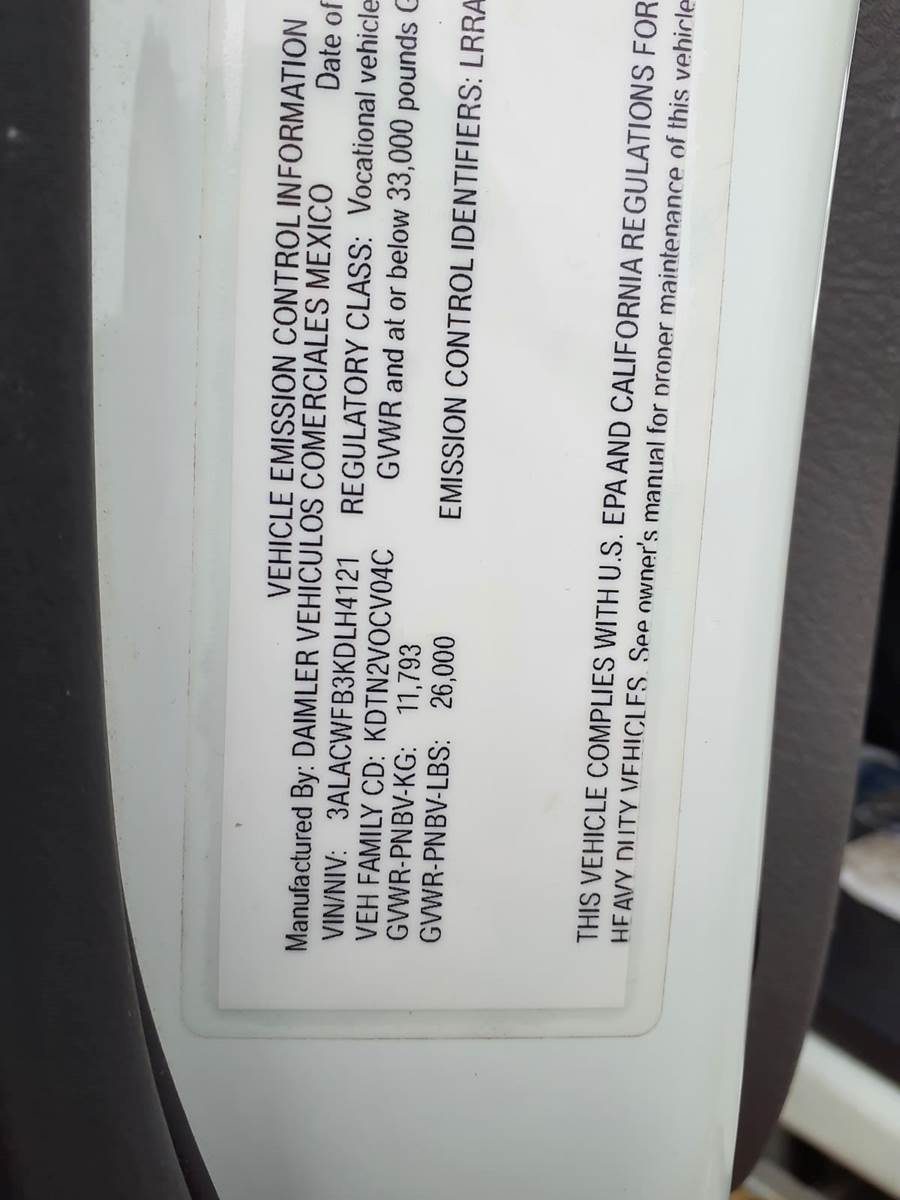 VEHICLE EMISSION CONTROL INFORMATION
Manufactured By: DAIMLER VEHICULOS COMERCIALES MEXICO Date of
VIN/NIV: 3ALACWFB3KDLH4121 REGULATORY CLASS: Vocational vehicle
VEH FAMILY CD: KDTN2VOCV04C GVWR and at or below 33,000 pounds G
GVWR-PNBV-KG: 11,793
GVWR-PNBV-LBS: 26,000 EMISSION CONTROL IDENTIFIERS: LRRA
THIS VEHICLE COMPLIES WITH U.S. EPA AND CALIFORNIA REGULATIONS FOR
HEAVY DUTY VEHICLES. See owner's manual for proper maintenance of this vehicle